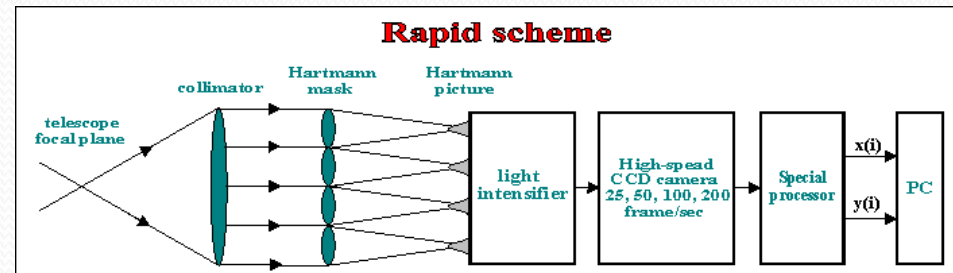 Rapid scheme
telescope
focal plane
collimator
Hartmann
mask
Hartmann
picture
light
intensifier
High-spead
CCD camera
25, 50, 100, 200
frame/sec
Special
processor
x(i)
y(i)
PC